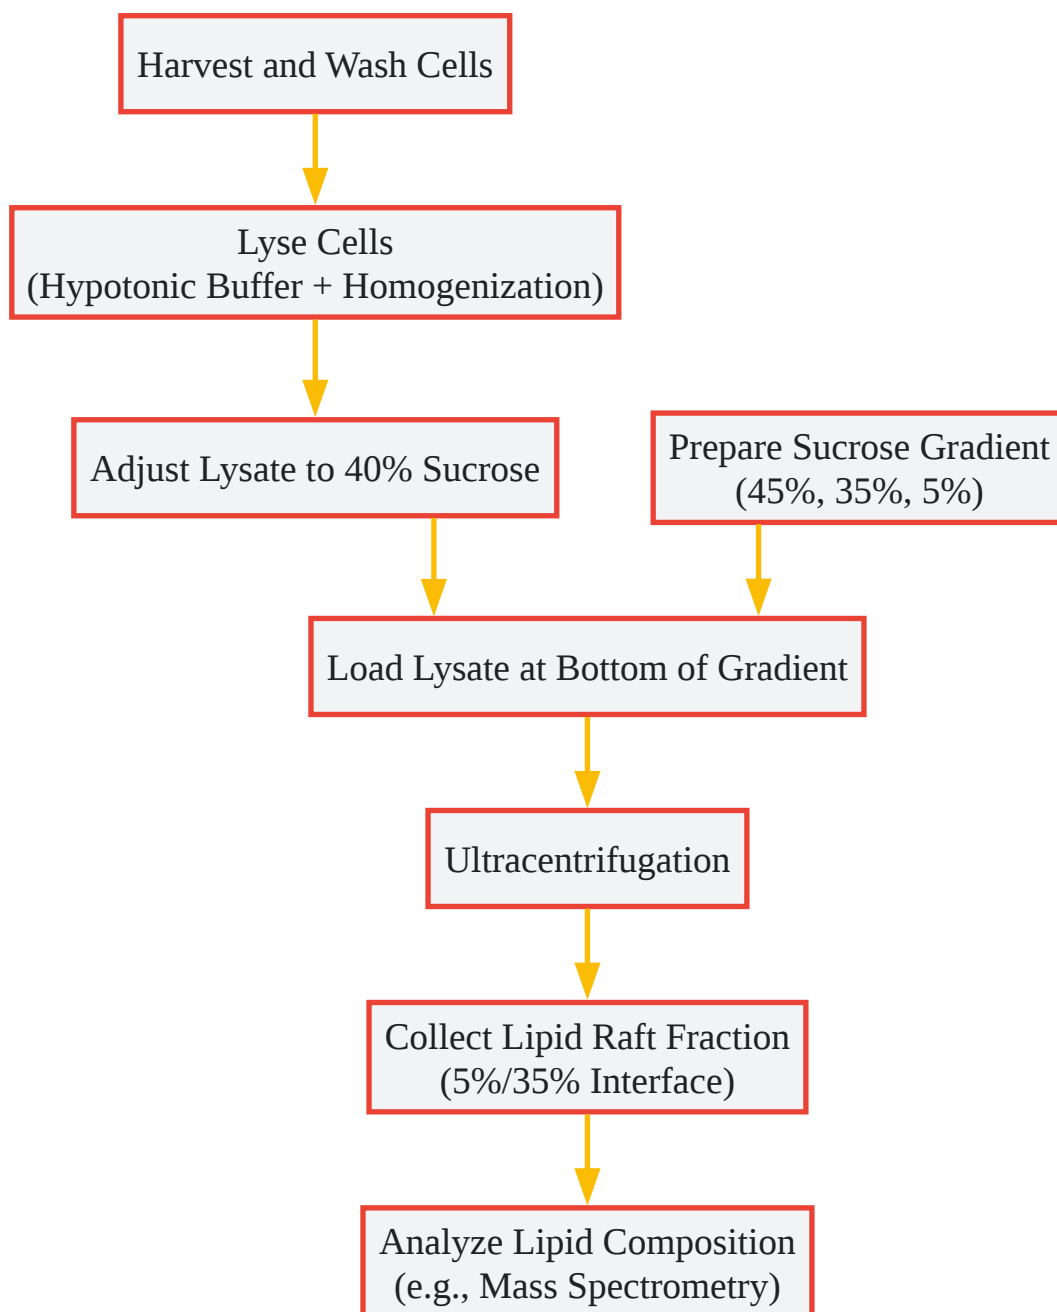 Harvest and Wash Cells
Lyse Cells
(Hypotonic Buffer + Homogenization)
Adjust Lysate to 40% Sucrose
Prepare Sucrose Gradient
(45%, 35%, 5%)
Load Lysate at Bottom of Gradient
Ultracentrifugation
Collect Lipid Raft Fraction
(5%/35% Interface)
Analyze Lipid Composition
(e.g., Mass Spectrometry)